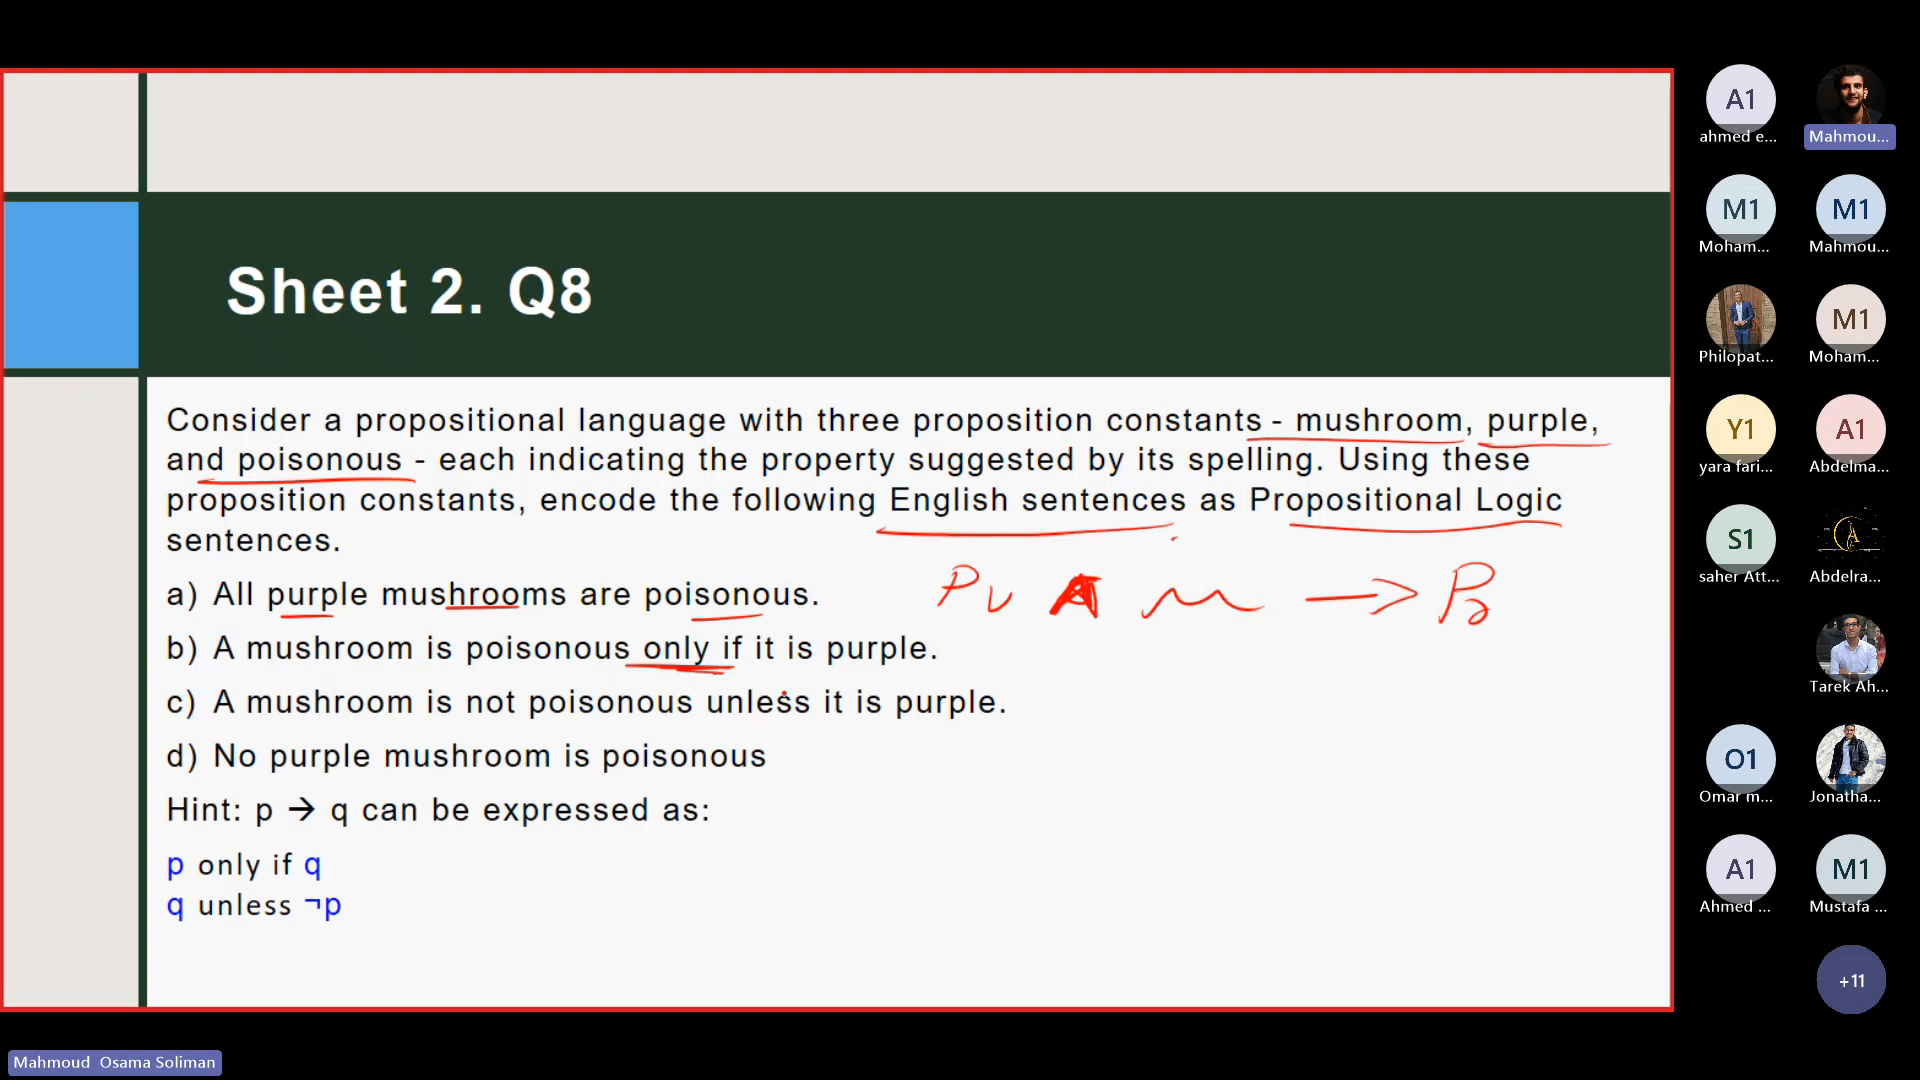 Sheet 2. Q8
Consider a propositional language with three proposition constants - mushroom, purple,
and poisonous - each indicating the property suggested by its spelling. Using these
proposition constants, encode the following English sentences as Propositional Logic
sentences.
a) All purple mushrooms are poisonous.
Pu ∧ m → Po
b) A mushroom is poisonous only if it is purple.
c) A mushroom is not poisonous unless it is purple.
d) No purple mushroom is poisonous
Hint: p → q can be expressed as:
p only if q
q unless ¬p
A1
ahmed e...
Mahmou...
M1
Moham...
M1
Mahmou...
Philopat...
M1
Moham...
Y1
yara fari...
A1
Abdelma...
S1
saher Att...
A
Abdelra...
Tarek Ah...
O1
Omar m...
Jonatha...
A1
Ahmed ...
M1
Mustafa ...
+11
Mahmoud Osama Soliman